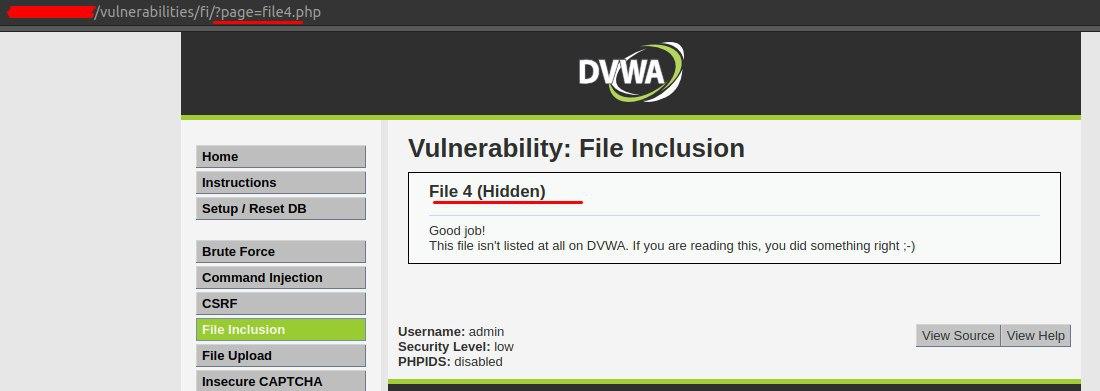 /vulnerabilities/fi/?page=file4.php
DVWA
Home
Instructions
Setup / Reset DB
Brute Force
Command Injection
CSRF
File Inclusion
File Upload
Insecure CAPTCHA
Vulnerability: File Inclusion
File 4 (Hidden)
Good job!
This file isn't listed at all on DVWA. If you are reading this, you did something right ;-)
Username: admin
Security Level: low
PHPIDS: disabled
View Source View Help